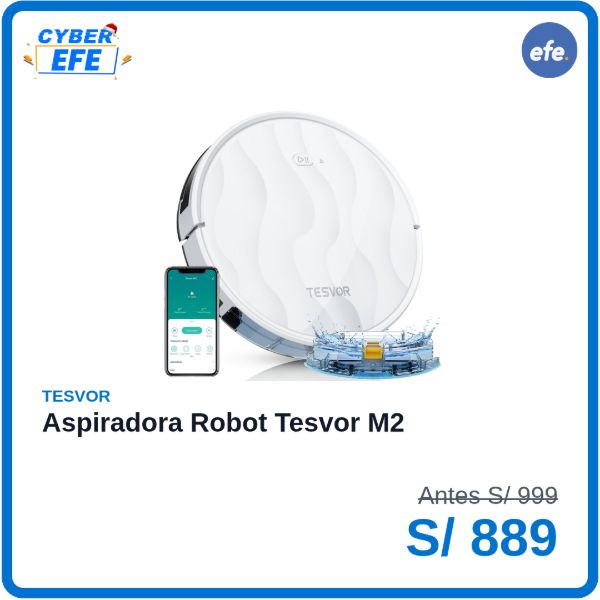 CYBER
EFE
efe.
TESVOR
TESVOR
Aspiradora Robot Tesvor M2
Antes S/ 999
S/ 889